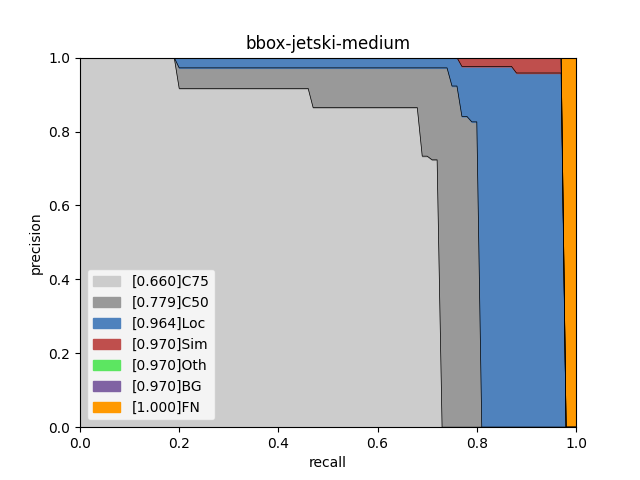 bbox-jetski-medium
1.0
0.8
0.6
0.4
0.2
0.0
precision
[0.660]C75
[0.779]C50
[0.964]Loc
[0.970]Sim
[0.970]Oth
[0.970]BG
[1.000]FN
0.0 0.2 0.4 0.6 0.8 1.0
recall